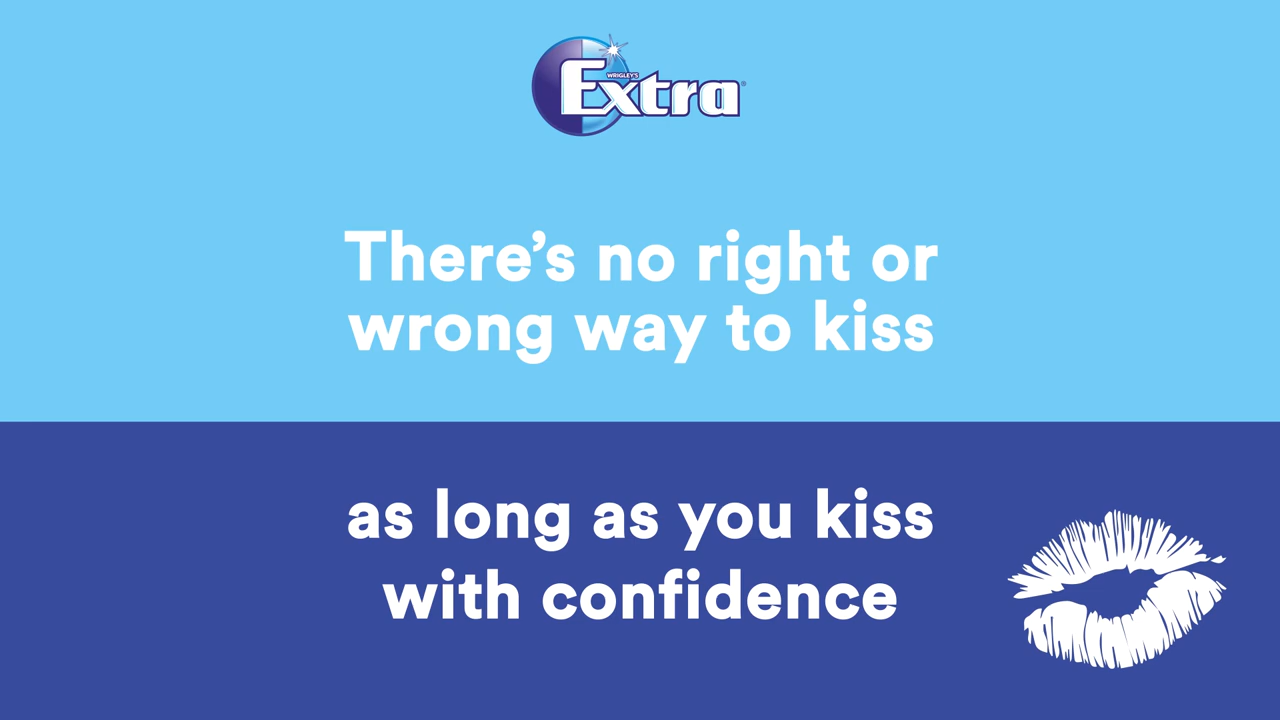 WRIGLEY'S
Extra
There's no right or
wrong way to kiss
as long as you kiss
with confidence